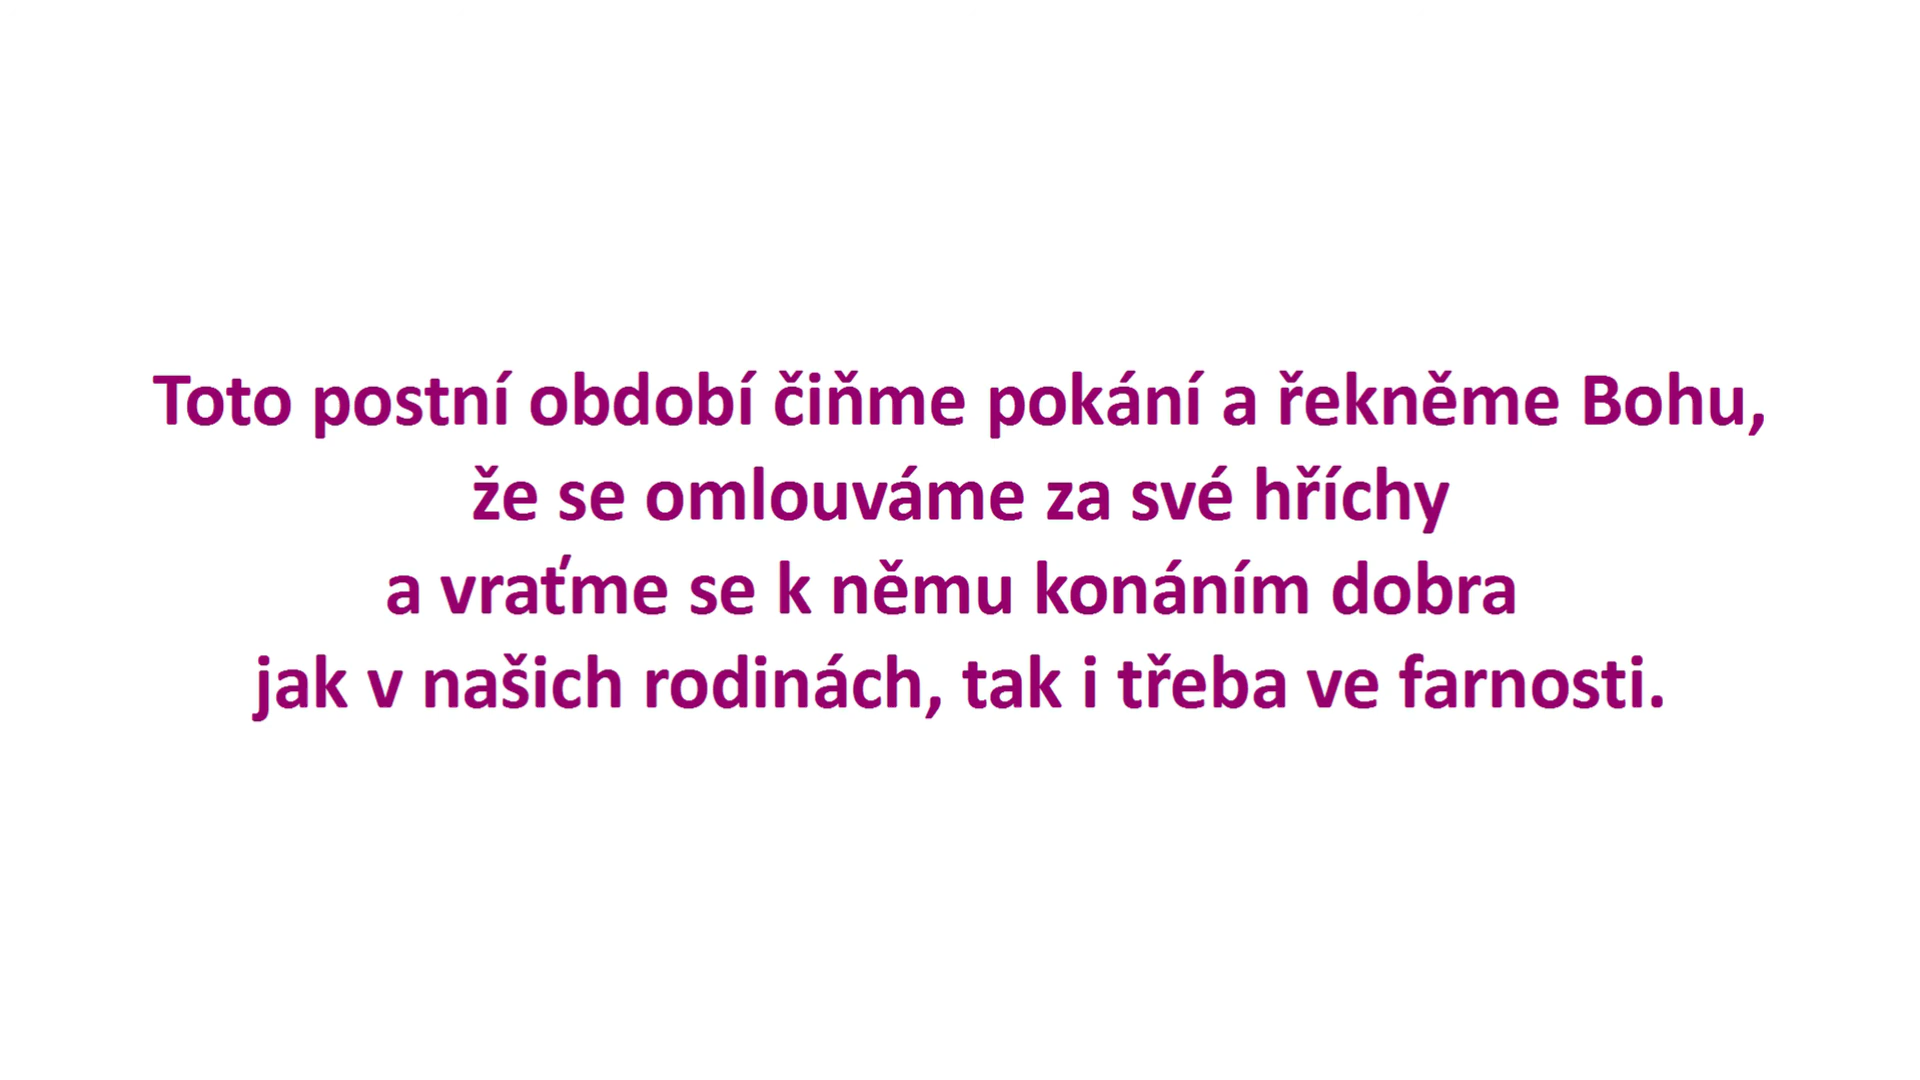 Toto postní období čiňme pokání a řekněme Bohu,
že se omlouváme za své hříchy
a vraťme se k němu konáním dobra
jak v našich rodinách, tak i třeba ve farnosti.